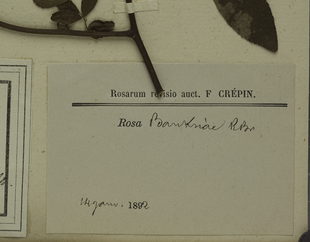 Rosarum revisio auct. F CRÉPIN.
Rosa Banksiae R.Br.
1892